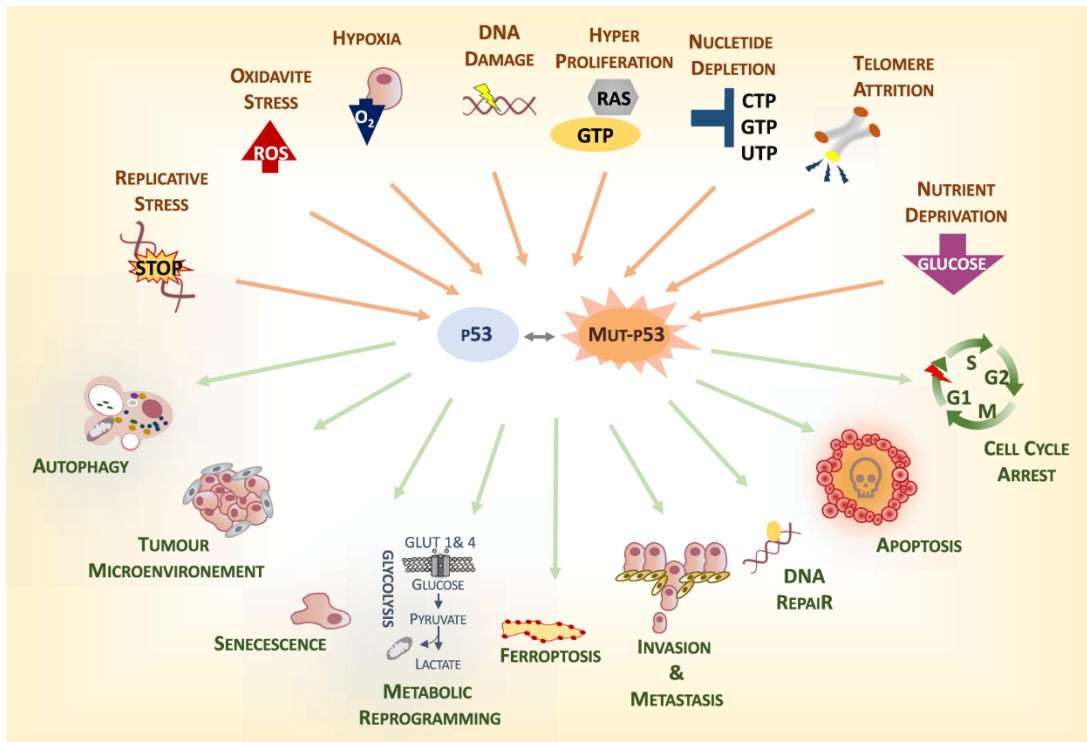 HYPOXIA
DNA
DAMAGE
HYPER
PROLIFERATION
NUCLETIDE
DEPLETION
TELOMERE
ATTRITION
OXIDAVITE
STRESS
O2
RAS
GTP
CTP
GTP
UTP
ROS
REPLICATIVE
STRESS
STOP
NUTRIENT
DEPRIVATION
GLUCOSE
P53
MUT-P53
S
G2
G1
M
CELL CYCLE
ARREST
AUTOPHAGY
TUMOUR
MICROENVIRONEMENT
SENECESCENCE
GLUT 1& 4
GLYCOLYSIS
GLUCOSE
PYRUVATE
LACTATE
METABOLIC
REPROGRAMMING
FERROPTOSIS
INVASION
&
METASTASIS
DNA
REPAIR
APOPTOSIS